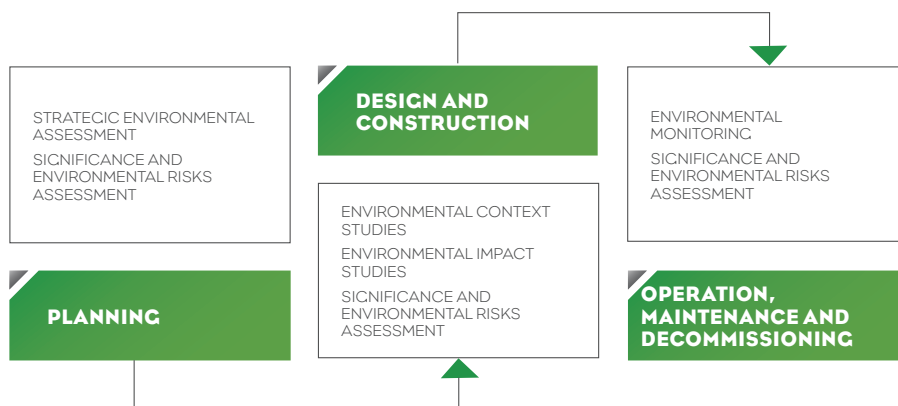 STRATEGIC ENVIRONMENTAL
ASSESSMENT
SIGNIFICANCE AND
ENVIRONMENTAL RISKS
ASSESSMENT
PLANNING
DESIGN AND
CONSTRUCTION
ENVIRONMENTAL CONTEXT
STUDIES
ENVIRONMENTAL IMPACT
STUDIES
SIGNIFICANCE AND
ENVIRONMENTAL RISKS
ASSESSMENT
ENVIRONMENTAL
MONITORING
SIGNIFICANCE AND
ENVIRONMENTAL RISKS
ASSESSMENT
OPERATION,
MAINTENANCE AND
DECOMMISSIONING